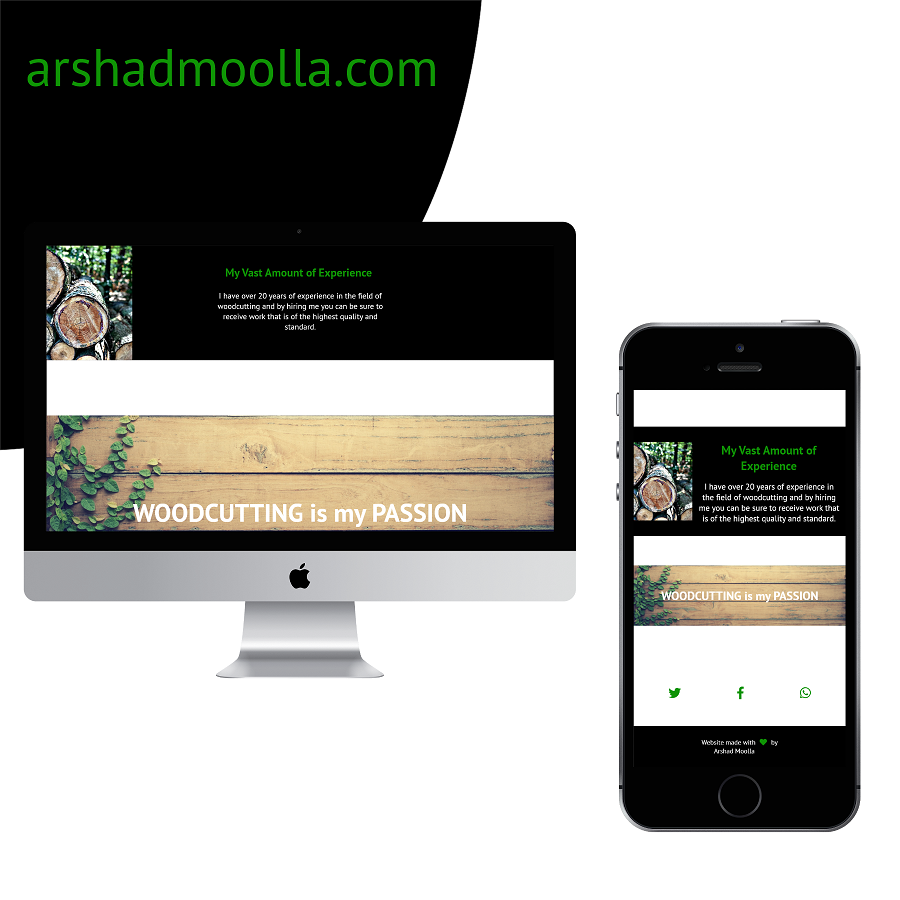 arshadmoolla.com
My Vast Amount of Experience
I have over 20 years of experience in the field of
woodcutting and by hiring me you can be sure to
receive work that is of the highest quality and
standard.
WOODCUTTING is my PASSION
My Vast Amount of
Experience
I have over 20 years of experience in
the field of woodcutting and by hiring
me you can be sure to receive work that
is of the highest quality and standard.
WOODCUTTING is my PASSION
Website made with by
Arshad Moolla